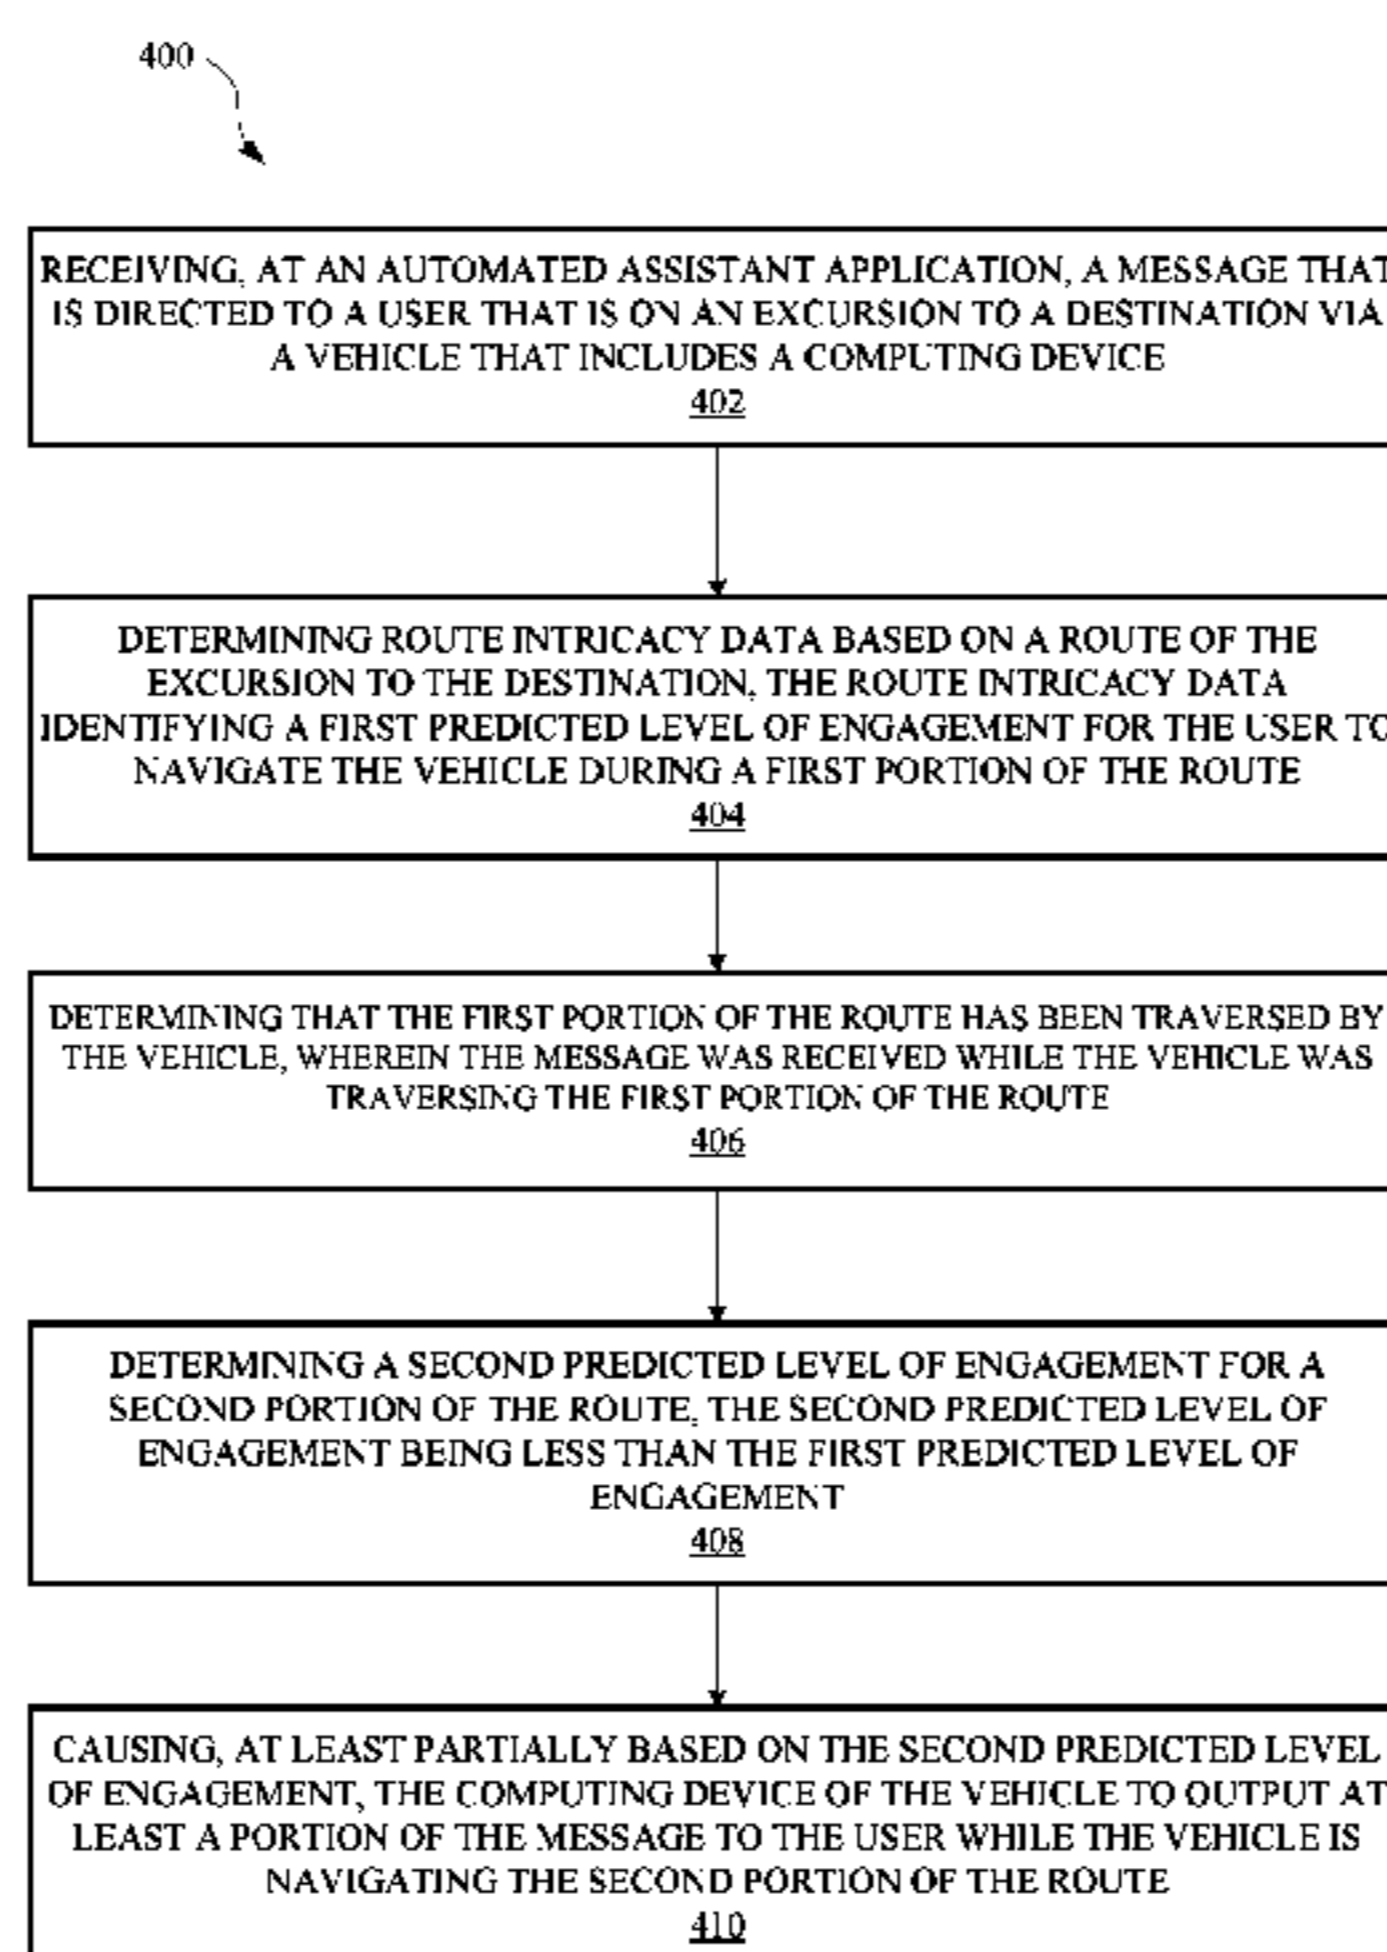 400
RECEIVING, AT AN AUTOMATED ASSISTANT APPLICATION, A MESSAGE THAT
IS DIRECTED TO A USER THAT IS ON AN EXCURSION TO A DESTINATION VIA
A VEHICLE THAT INCLUDES A COMPUTING DEVICE
402
DETERMINING ROUTE INTRICACY DATA BASED ON A ROUTE OF THE
EXCURSION TO THE DESTINATION, THE ROUTE INTRICACY DATA
IDENTIFYING A FIRST PREDICTED LEVEL OF ENGAGEMENT FOR THE USER TO
NAVIGATE THE VEHICLE DURING A FIRST PORTION OF THE ROUTE
404
DETERMINING THAT THE FIRST PORTION OF THE ROUTE HAS BEEN TRAVERSED BY
THE VEHICLE, WHEREIN THE MESSAGE WAS RECEIVED WHILE THE VEHICLE WAS
TRAVERSING THE FIRST PORTION OF THE ROUTE
406
DETERMINING A SECOND PREDICTED LEVEL OF ENGAGEMENT FOR A
SECOND PORTION OF THE ROUTE, THE SECOND PREDICTED LEVEL OF
ENGAGEMENT BEING LESS THAN THE FIRST PREDICTED LEVEL OF
ENGAGEMENT
408
CAUSING, AT LEAST PARTIALLY BASED ON THE SECOND PREDICTED LEVEL
OF ENGAGEMENT, THE COMPUTING DEVICE OF THE VEHICLE TO OUTPUT AT
LEAST A PORTION OF THE MESSAGE TO THE USER WHILE THE VEHICLE IS
NAVIGATING THE SECOND PORTION OF THE ROUTE
410